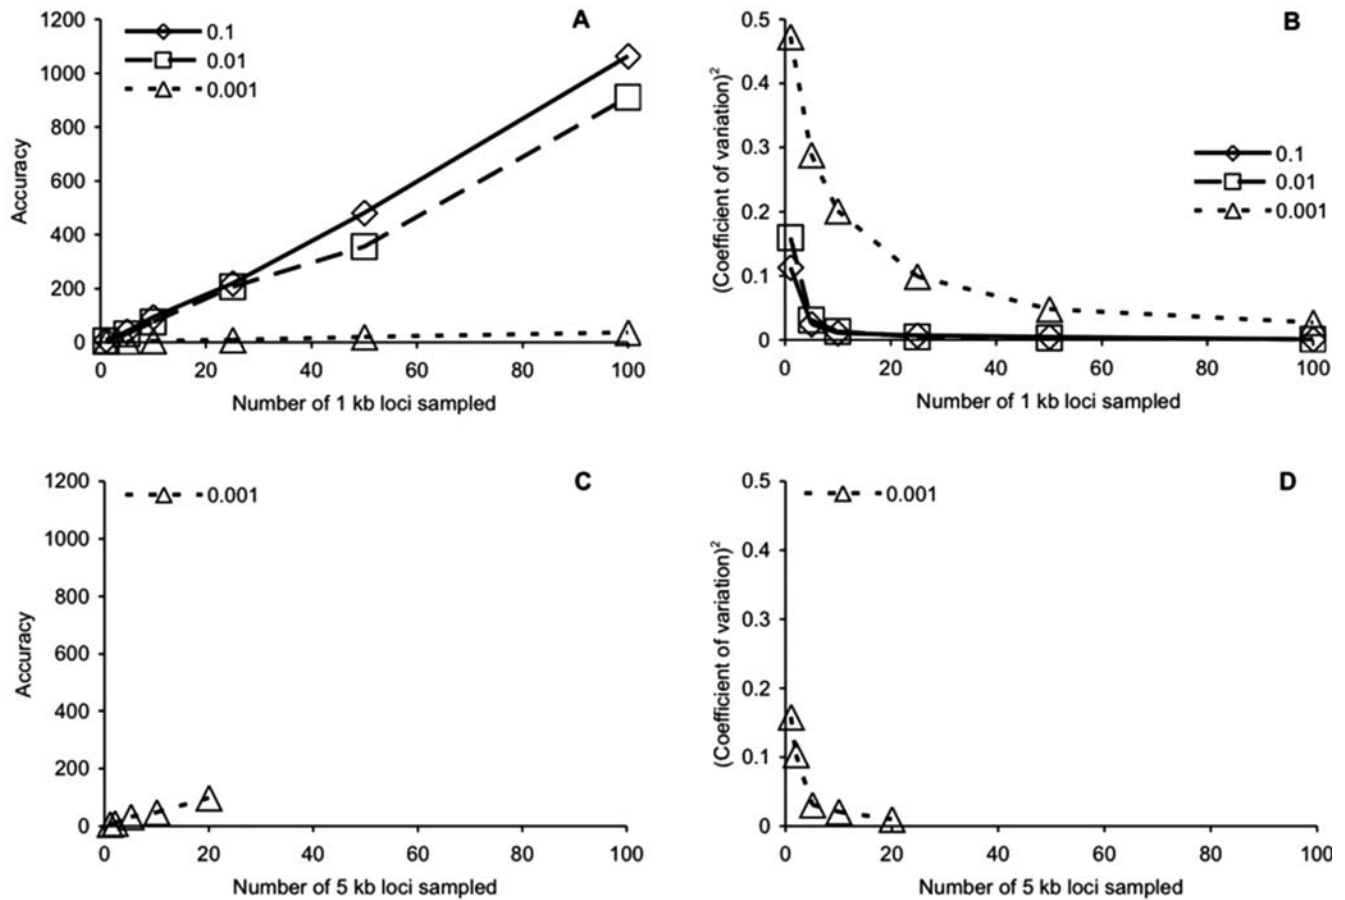 A
1200
1000
800
600
400
200
0
Accuracy
0.1
0.01
0.001
0 20 40 60 80 100
Number of 1 kb loci sampled
B
0.5
0.4
0.3
0.2
0.1
0
(Coefficient of variation)²
0.1
0.01
0.001
0 20 40 60 80 100
Number of 1 kb loci sampled
C
1200
1000
800
600
400
200
0
Accuracy
0.001
0 20 40 60 80 100
Number of 5 kb loci sampled
D
0.5
0.4
0.3
0.2
0.1
0
(Coefficient of variation)²
0.001
0 20 40 60 80 100
Number of 5 kb loci sampled